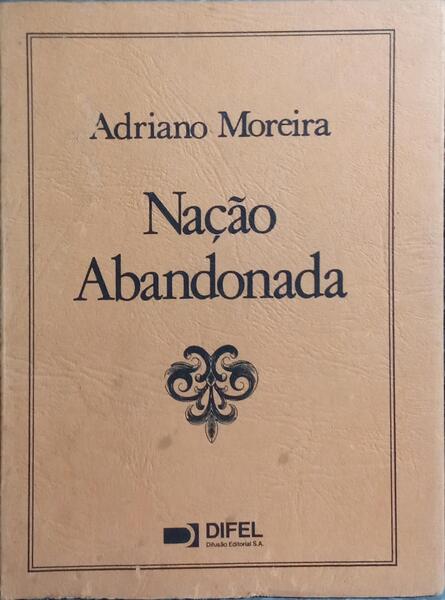 Adriano Moreira
Nação
Abandonada
DIFEL
Difusão Editorial S.A.